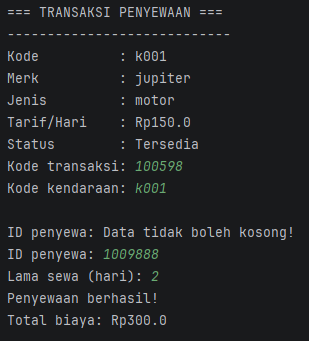 === TRANSAKSI PENYEWAAN ===
----------------------------
Kode          : k001
Merk          : jupiter
Jenis         : motor
Tarif/Hari    : Rp150.0
Status        : Tersedia
Kode transaksi: 100598
Kode kendaraan: k001
ID penyewa: Data tidak boleh kosong!
ID penyewa: 1009888
Lama sewa (hari): 2
Penyewaan berhasil!
Total biaya: Rp300.0